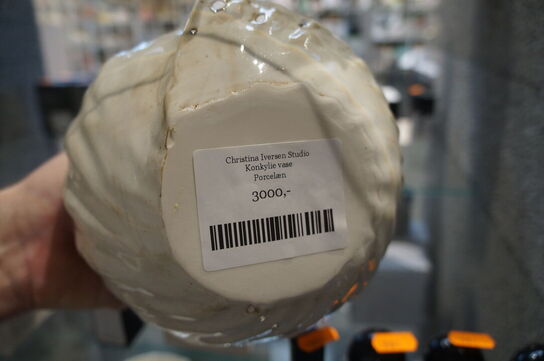 Christina Iversen Studio
Konkylie vase
Porcelæn
3000,-